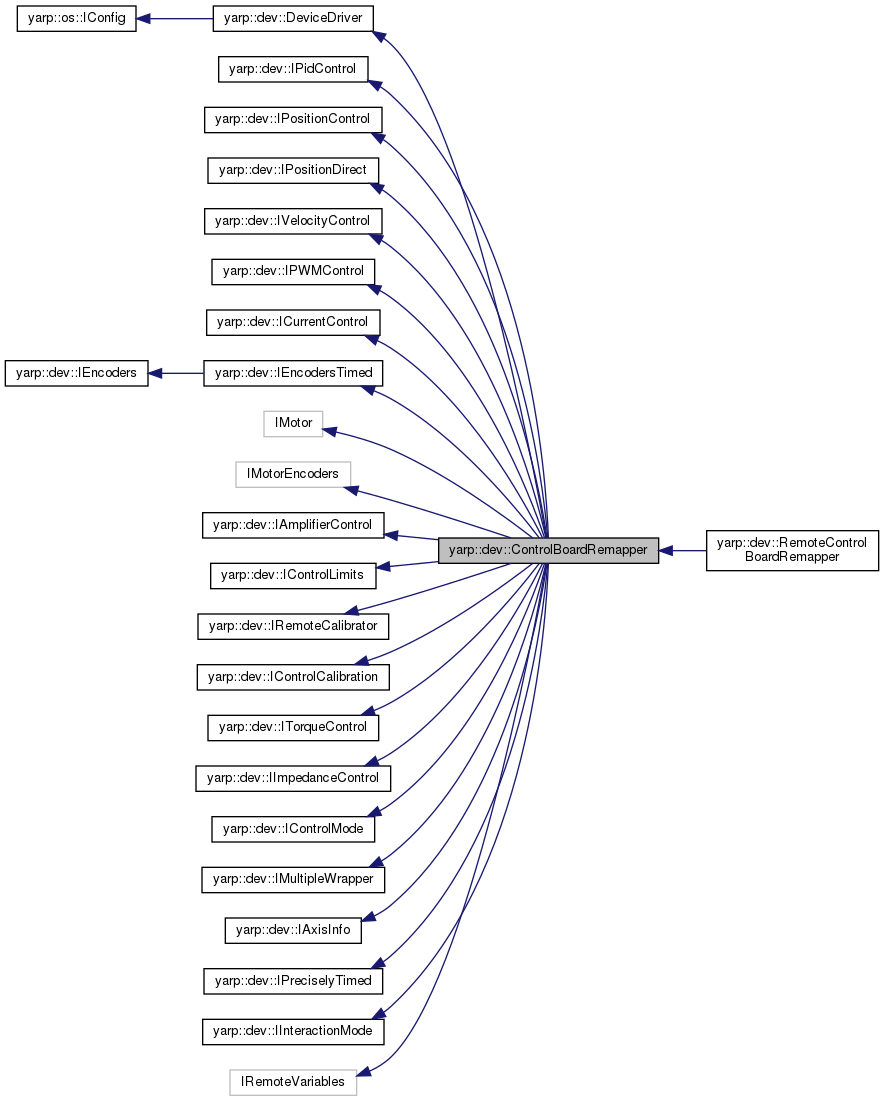 yarp::os::IConfig
yarp::dev::DeviceDriver
yarp::dev::IPidControl
yarp::dev::IPositionControl
yarp::dev::IPositionDirect
yarp::dev::IVelocityControl
yarp::dev::IPWMControl
yarp::dev::ICurrentControl
yarp::dev::IEncoders
yarp::dev::IEncodersTimed
IMotor
IMotorEncoders
yarp::dev::IAmplifierControl
yarp::dev::ControlBoardRemapper
yarp::dev::RemoteControl
BoardRemapper
yarp::dev::IControlLimits
yarp::dev::IRemoteCalibrator
yarp::dev::IControlCalibration
yarp::dev::ITorqueControl
yarp::dev::IImpedanceControl
yarp::dev::IControlMode
yarp::dev::IMultipleWrapper
yarp::dev::IAxisInfo
yarp::dev::IPreciselyTimed
yarp::dev::IInteractionMode
IRemoteVariables